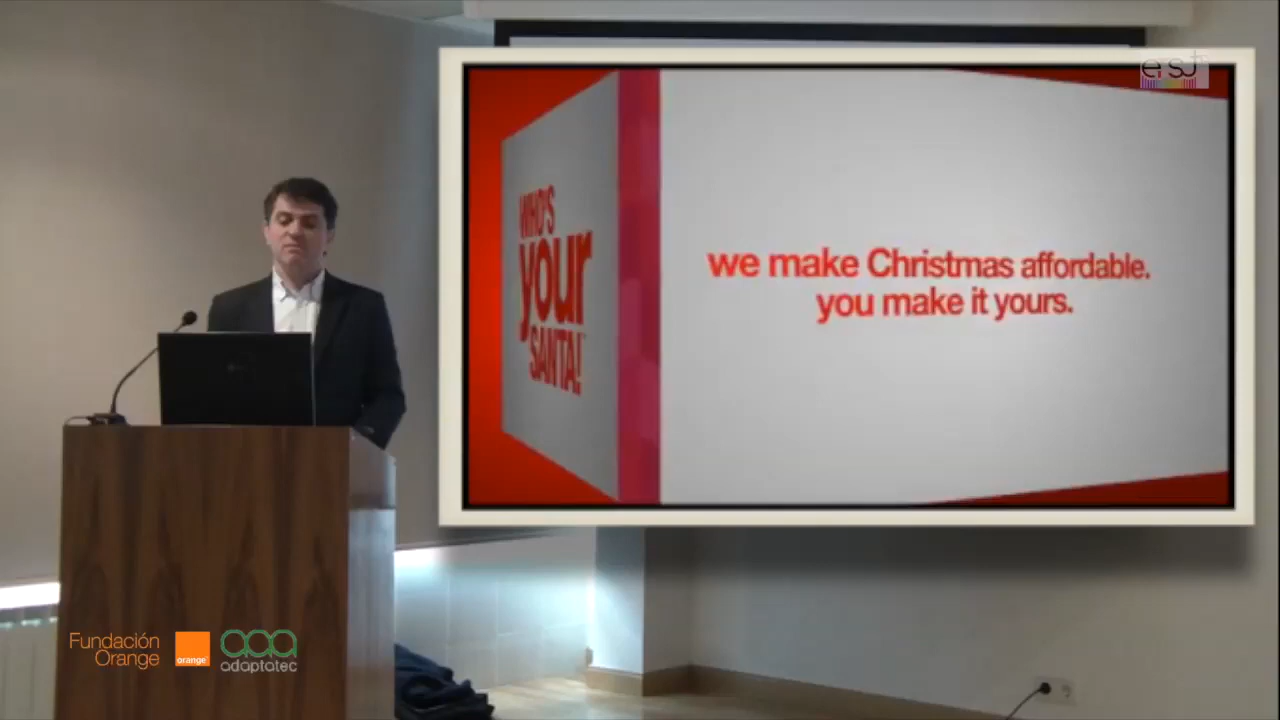 WHO'S
your
SANTA!
we make Christmas affordable.
you make it yours.
Fundación
Orange
orange
adaptatec